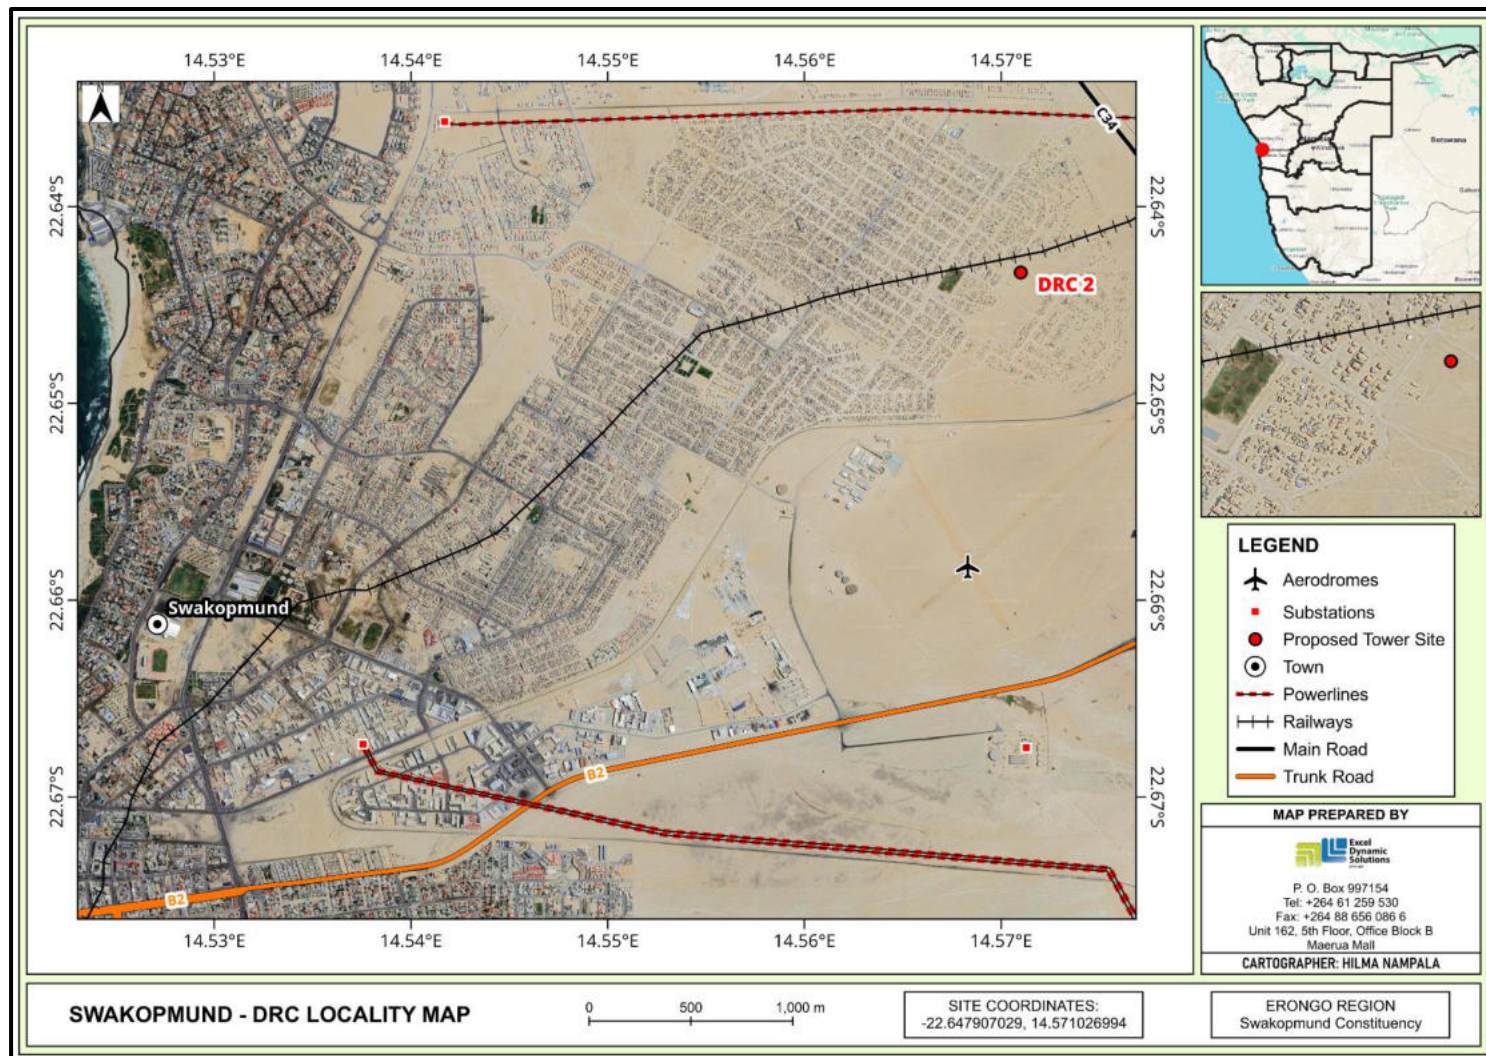 14.53°E 14.54°E 14.55°E 14.56°E 14.57°E
N
C34
22.64°S
22.64°S
DRC 2
22.65°S
22.65°S
22.66°S
22.66°S
Swakopmund
B2
22.67°S
22.67°S
B2
14.53°E 14.54°E 14.55°E 14.56°E 14.57°E
Botswana
LEGEND
Aerodromes
Substations
Proposed Tower Site
Town
Powerlines
Railways
Main Road
Trunk Road
MAP PREPARED BY
Excel
Dynamic
Solutions
P. O. Box 997154
Tel: +264 61 259 530
Fax: +264 88 656 086 6
Unit 162, 5th Floor, Office Block B
Maerua Mall
CARTOGRAPHER: HILMA NAMPALA
SWAKOPMUND - DRC LOCALITY MAP
0 500 1,000 m
SITE COORDINATES:
-22.647907029, 14.571026994
ERONGO REGION
Swakopmund Constituency